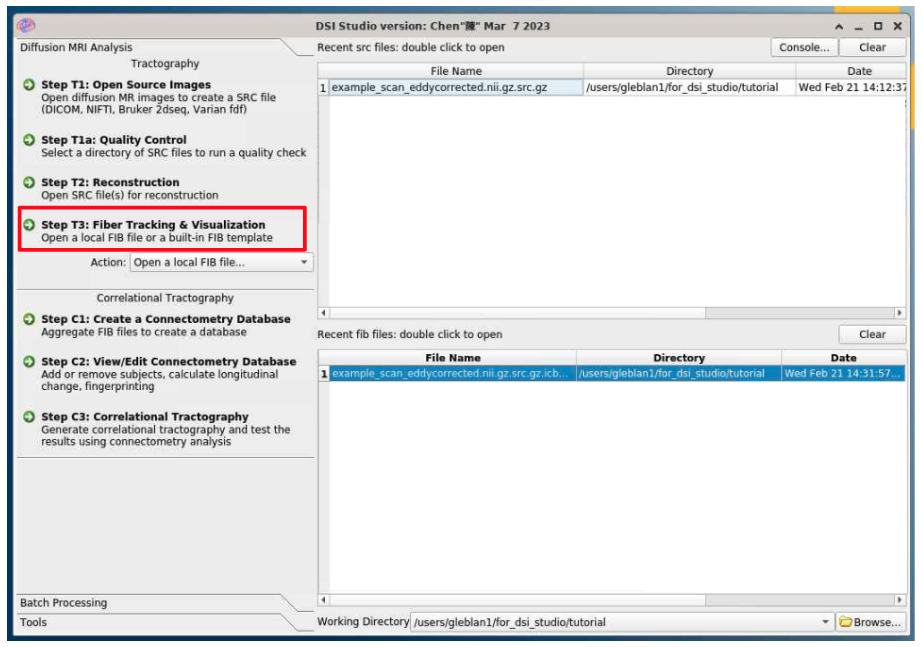 DSI Studio version: Chen"陳" Mar 7 2023
Diffusion MRI Analysis
Tractography
Step T1: Open Source Images
Open diffusion MR images to create a SRC file
(DICOM, NIFTI, Bruker 2dseq, Varian fdf)
Step T1a: Quality Control
Select a directory of SRC files to run a quality check
Step T2: Reconstruction
Open SRC file(s) for reconstruction
Step T3: Fiber Tracking & Visualization
Open a local FIB file or a built-in FIB template
Action: Open a local FIB file...
Correlational Tractography
Step C1: Create a Connectometry Database
Aggregate FIB files to create a database
Step C2: View/Edit Connectometry Database
Add or remove subjects, calculate longitudinal
change, fingerprinting
Step C3: Correlational Tractography
Generate correlational tractography and test the
results using connectometry analysis
Batch Processing
Tools
Recent src files: double click to open
Console... Clear
File Name Directory Date
1 example_scan_eddycorrected.nii.gz.src.gz /users/gleblan1/for_dsi_studio/tutorial Wed Feb 21 14:12:37
Recent fib files: double click to open
Clear
File Name Directory Date
1 example_scan_eddycorrected.nii.gz.src.gz.icb... /users/gleblan1/for_dsi_studio/tutorial Wed Feb 21 14:31:57...
Working Directory /users/gleblan1/for_dsi_studio/tutorial Browse...